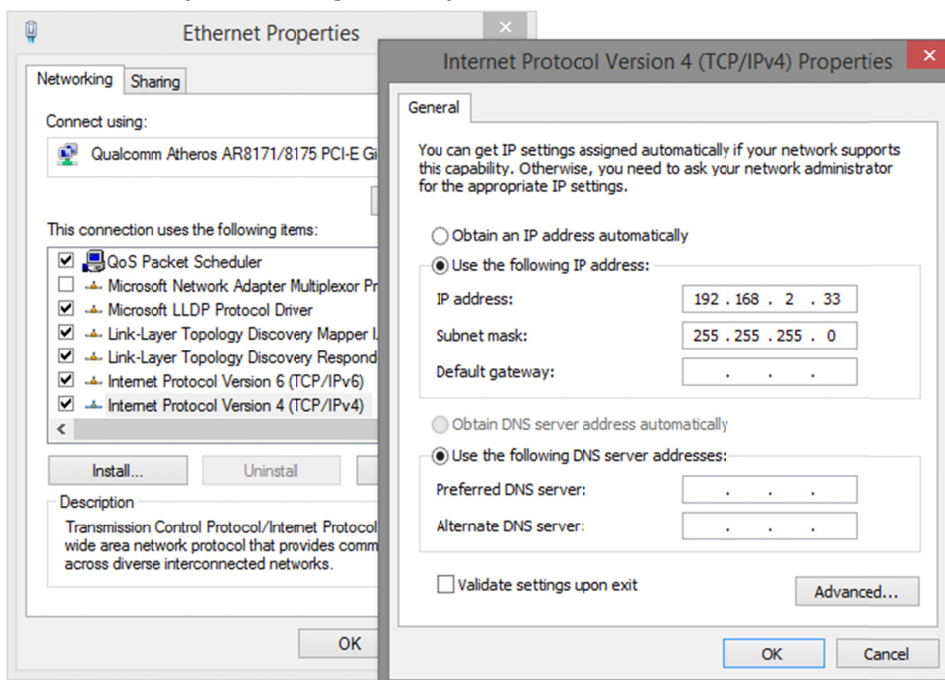 Ethernet Properties
Networking
Sharing
Connect using:
Qualcomm Atheros AR8171/8175 PCI-E Gi
This connection uses the following items:
QoS Packet Scheduler
Microsoft Network Adapter Multiplexor Pr
Microsoft LLDP Protocol Driver
Link-Layer Topology Discovery Mapper I
Link-Layer Topology Discovery Respond
Internet Protocol Version 6 (TCP/IPv6)
Internet Protocol Version 4 (TCP/IPv4)
Install...
Uninstall
Description
Transmission Control Protocol/Internet Protocol
wide area network protocol that provides comm
across diverse interconnected networks.
OK
Internet Protocol Version 4 (TCP/IPv4) Properties
General
You can get IP settings assigned automatically if your network supports
this capability. Otherwise, you need to ask your network administrator
for the appropriate IP settings.
Obtain an IP address automatically
Use the following IP address:
IP address: 192 . 168 . 2 . 33
Subnet mask: 255 . 255 . 255 . 0
Default gateway: . . .
Obtain DNS server address automatically
Use the following DNS server addresses:
Preferred DNS server: . . .
Alternate DNS server: . . .
Validate settings upon exit
Advanced...
OK
Cancel